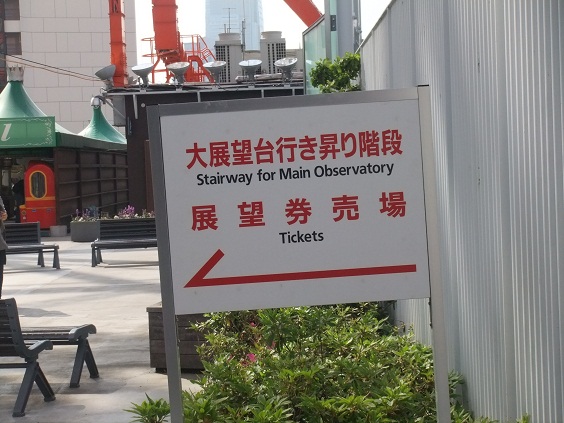 大展望台行き昇り階段
Stairway for Main Observatory
展望券売場
Tickets
i